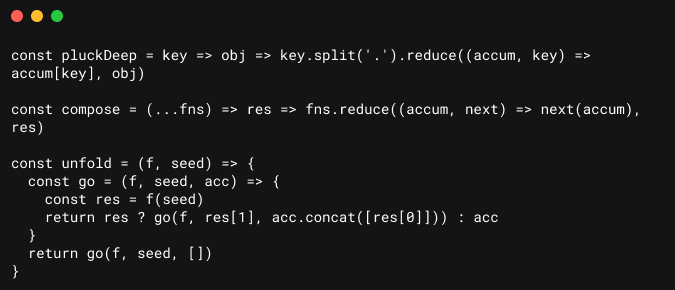 const pluckDeep = key => obj => key.split('.').reduce((accum, key) =>
accum[key], obj)

const compose = (...fns) => res => fns.reduce((accum, next) => next(accum),
res)

const unfold = (f, seed) => {
  const go = (f, seed, acc) => {
    const res = f(seed)
    return res ? go(f, res[1], acc.concat([res[0]])) : acc
  }
  return go(f, seed, [])
}